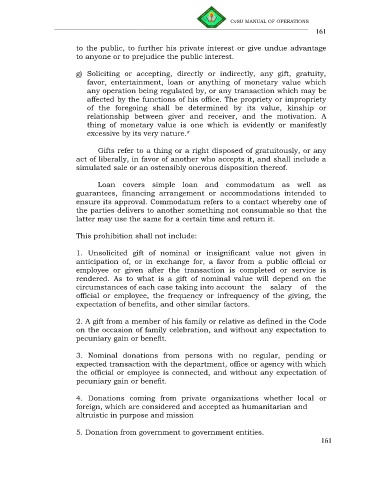 CNSU MANUAL OF OPERATIONS
161
to the public, to further his private interest or give undue advantage
to anyone or to prejudice the public interest.
g) Soliciting or accepting, directly or indirectly, any gift, gratuity,
favor, entertainment, loan or anything of monetary value which
any operation being regulated by, or any transaction which may be
affected by the functions of his office. The propriety or impropriety
of the foregoing shall be determined by its value, kinship or
relationship between giver and receiver, and the motivation. A
thing of monetary value is one which is evidently or manifestly
excessive by its very nature."
Gifts refer to a thing or a right disposed of gratuitously, or any
act of liberally, in favor of another who accepts it, and shall include a
simulated sale or an ostensibly onerous disposition thereof.
Loan covers simple loan and commodatum as well as
guarantees, financing arrangement or accommodations intended to
ensure its approval. Commodatum refers to a contact whereby one of
the parties delivers to another something not consumable so that the
latter may use the same for a certain time and return it.
This prohibition shall not include:
1. Unsolicited gift of nominal or insignificant value not given in
anticipation of, or in exchange for, a favor from a public official or
employee or given after the transaction is completed or service is
rendered. As to what is a gift of nominal value will depend on the
circumstances of each case taking into account the salary of the
official or employee, the frequency or infrequency of the giving, the
expectation of benefits, and other similar factors.
2. A gift from a member of his family or relative as defined in the Code
on the occasion of family celebration, and without any expectation to
pecuniary gain or benefit.
3. Nominal donations from persons with no regular, pending or
expected transaction with the department, office or agency with which
the official or employee is connected, and without any expectation of
pecuniary gain or benefit.
4. Donations coming from private organizations whether local or
foreign, which are considered and accepted as humanitarian and
altruistic in purpose and mission
5. Donation from government to government entities.
161